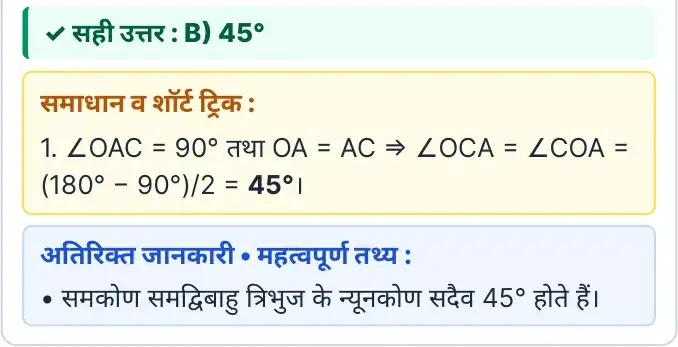 ✓ सही उत्तर : B) 45°
समाधान व शॉर्ट ट्रिक :
1. ∠OAC = 90° तथा OA = AC ⇒ ∠OCA = ∠COA =
(180° − 90°)/2 = 45°।
अतिरिक्त जानकारी • महत्वपूर्ण तथ्य :
• समकोण समद्विबाहु त्रिभुज के न्यूनकोण सदैव 45° होते हैं।